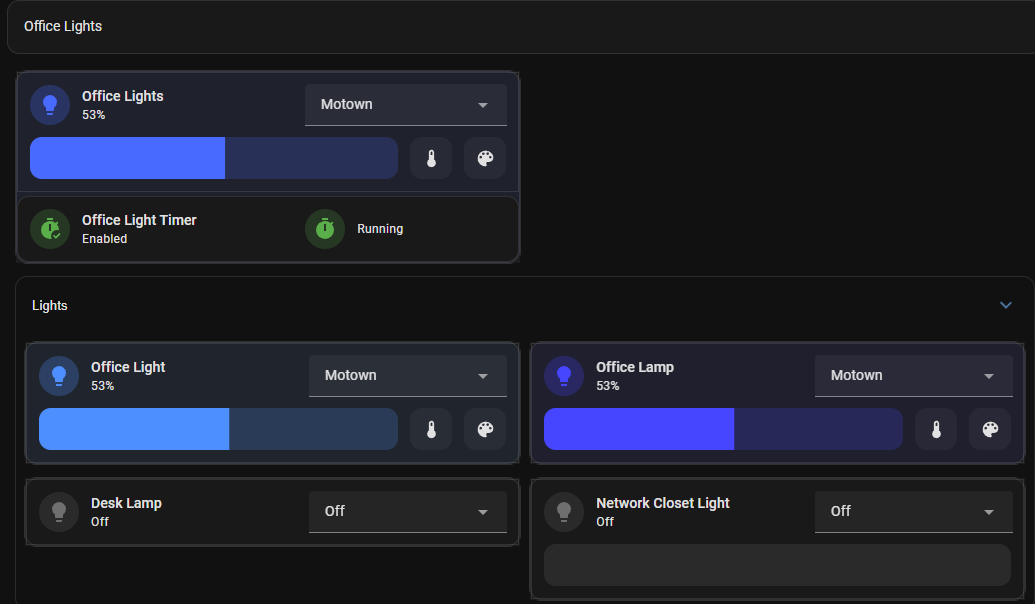 Office Lights
Office Lights
53%
Motown
Office Light Timer
Enabled
Running
Lights
Office Light
53%
Motown
Office Lamp
53%
Motown
Desk Lamp
Off
Off
Network Closet Light
Off
Off